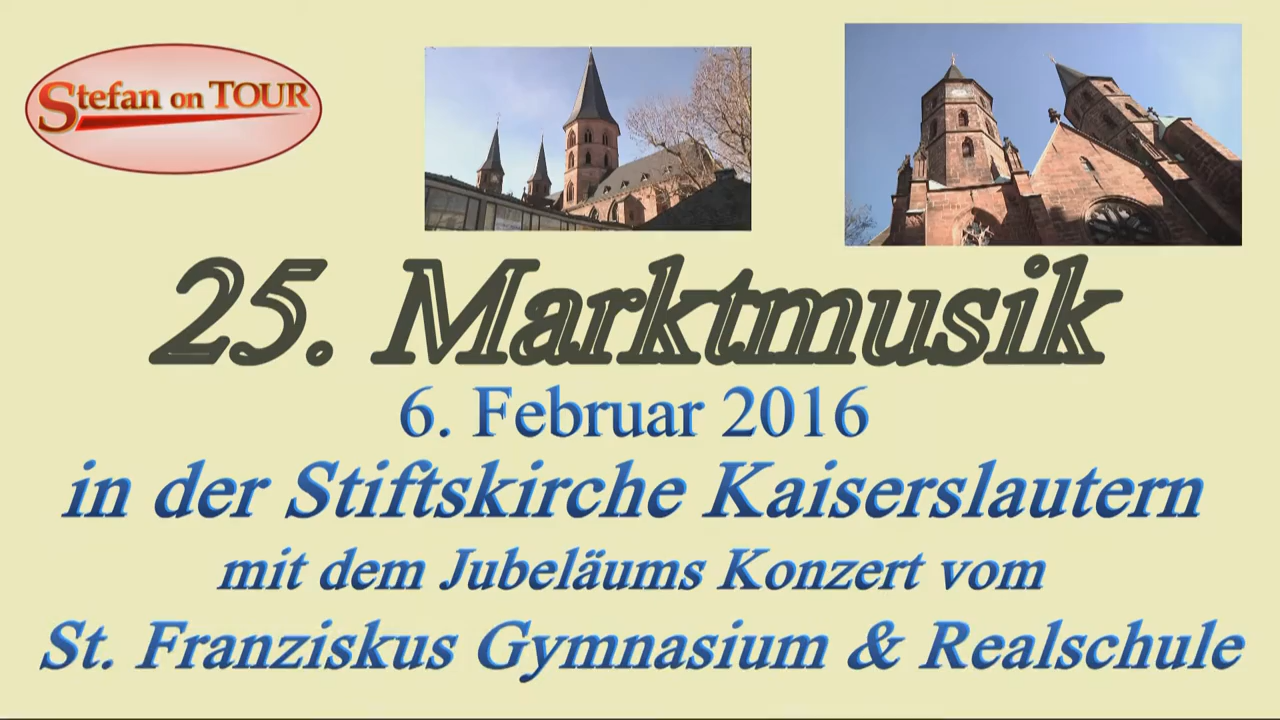 Stefan on TOUR
25. Marktmusik
6. Februar 2016
in der Stiftskirche Kaiserslautern
mit dem Jubeläums Konzert vom
St. Franziskus Gymnasium & Realschule